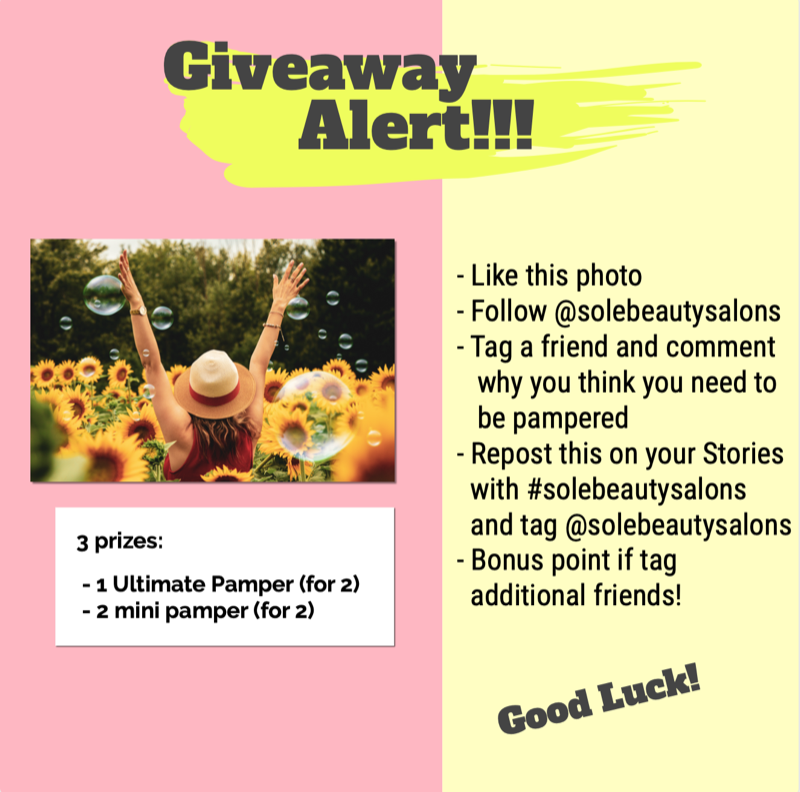 Giveaway
Alert!!!
3 prizes:
- 1 Ultimate Pamper (for 2)
- 2 mini pamper (for 2)
- Like this photo
- Follow @solebeautysalons
- Tag a friend and comment
why you think you need to
be pampered
- Repost this on your Stories
with #solebeautysalons
and tag @solebeautysalons
- Bonus point if tag
additional friends!
Good Luck!